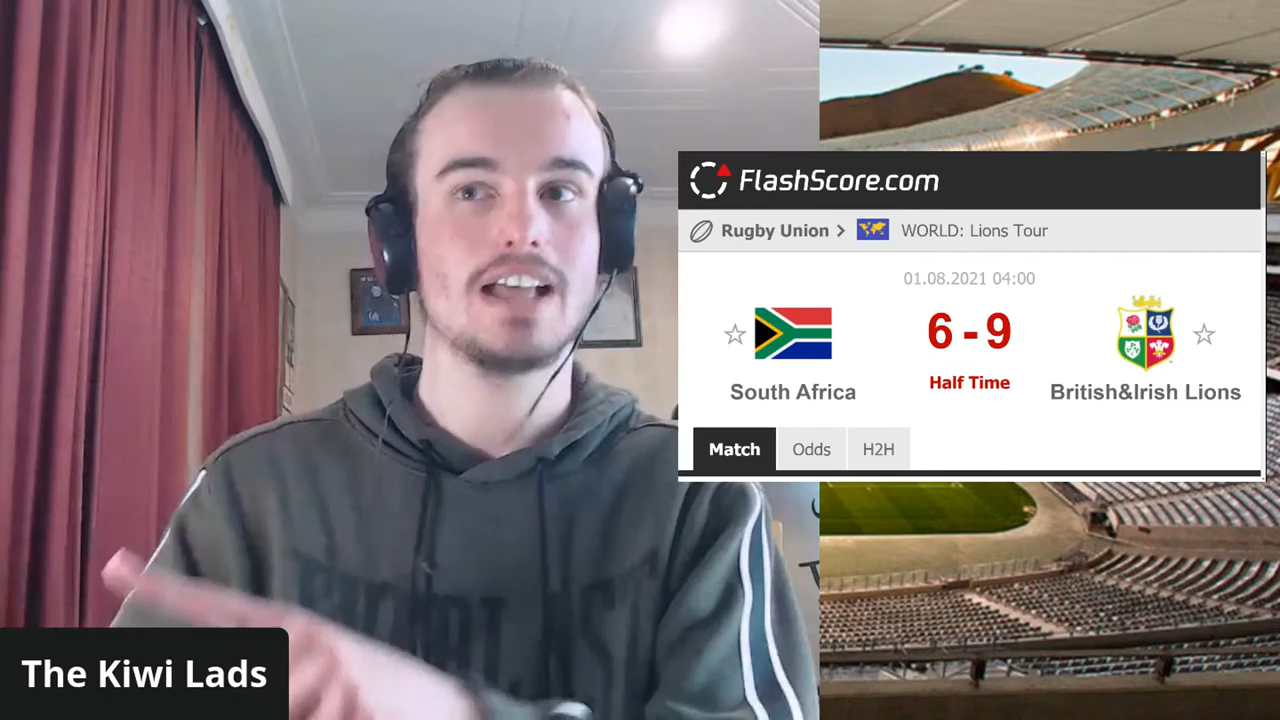 FlashScore.com
Rugby Union > WORLD: Lions Tour
01.08.2021 04:00
6 - 9
Half Time
South Africa
British&Irish Lions
Match Odds H2H
The Kiwi Lads